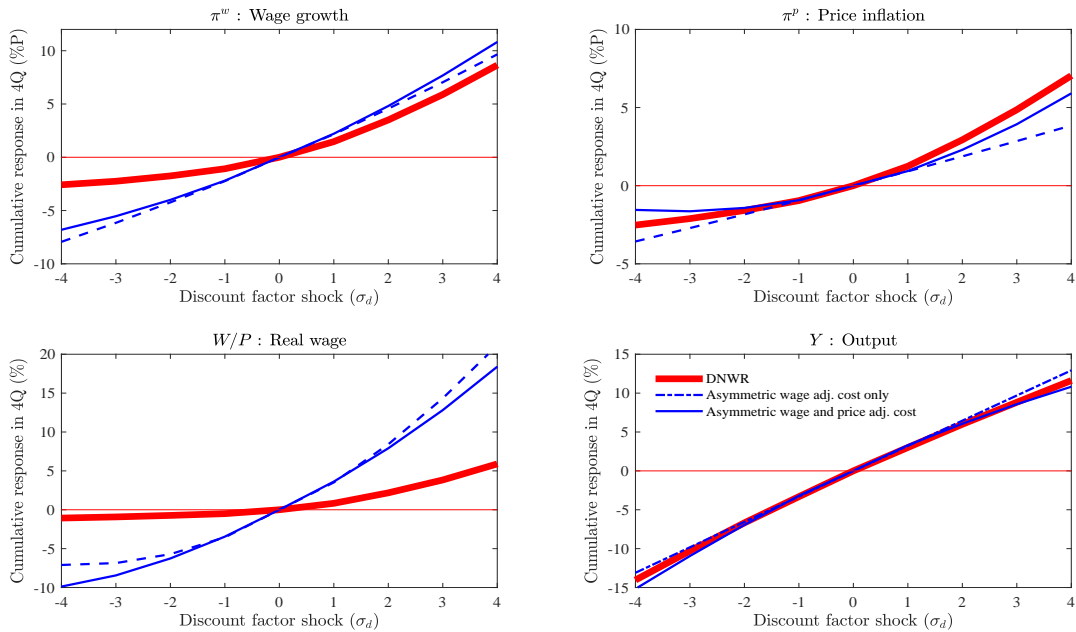 π^w : Wage growth
Cumulative response in 4Q (%P)
10
5
0
-5
-10
-4 -3 -2 -1 0 1 2 3 4
Discount factor shock (σ_d)
π^p : Price inflation
Cumulative response in 4Q (%P)
10
5
0
-5
-4 -3 -2 -1 0 1 2 3 4
Discount factor shock (σ_d)
W/P : Real wage
Cumulative response in 4Q (%)
20
15
10
5
0
-5
-10
-4 -3 -2 -1 0 1 2 3 4
Discount factor shock (σ_d)
Y : Output
Cumulative response in 4Q (%)
15
10
5
0
-5
-10
-15
DNWR
Asymmetric wage adj. cost only
Asymmetric wage and price adj. cost
-4 -3 -2 -1 0 1 2 3 4
Discount factor shock (σ_d)